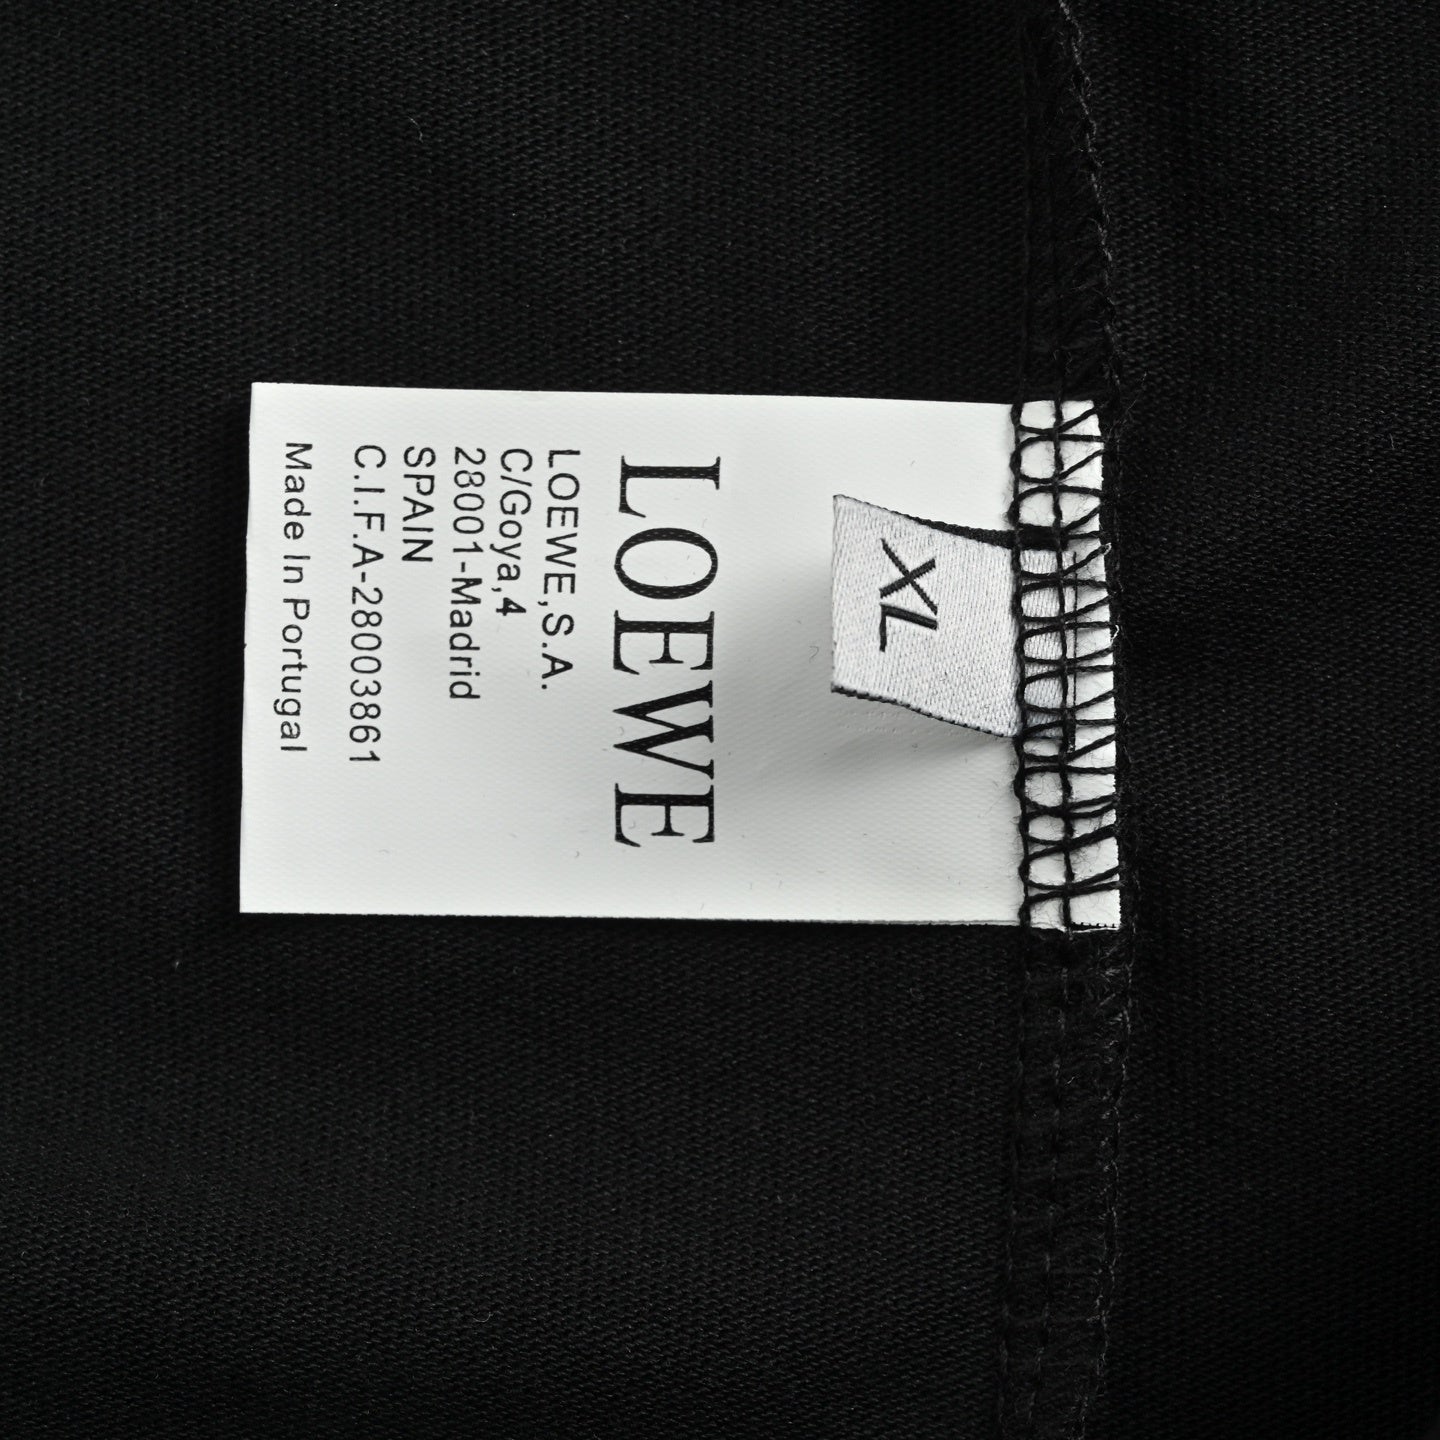 XL
LOEWE
LOEWE,S.A.
C/Goya,4
28001-Madrid
SPAIN
C.I.F.A-28003861
Made In Portugal